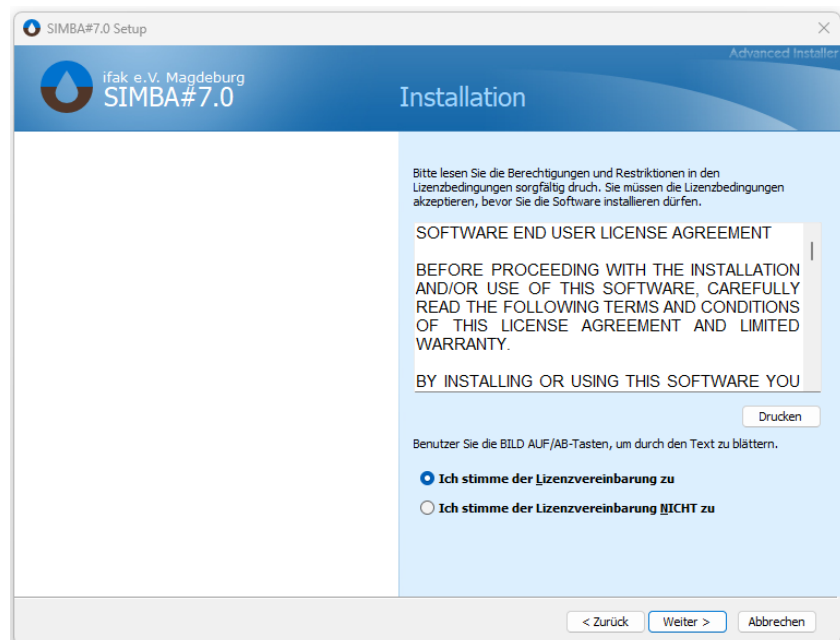 SIMBA#7.0 Setup
Advanced Installer
ifak e.V. Magdeburg
SIMBA#7.0
Installation
Bitte lesen Sie die Berechtigungen und Restriktionen in den
Lizenzbedingungen sorgfältig druch. Sie müssen die Lizenzbedingungen
akzeptieren, bevor Sie die Software installieren dürfen.
SOFTWARE END USER LICENSE AGREEMENT
BEFORE PROCEEDING WITH THE INSTALLATION
AND/OR USE OF THIS SOFTWARE, CAREFULLY
READ THE FOLLOWING TERMS AND CONDITIONS
OF THIS LICENSE AGREEMENT AND LIMITED
WARRANTY.
BY INSTALLING OR USING THIS SOFTWARE YOU
Drucken
Benutzer Sie die BILD AUF/AB-Tasten, um durch den Text zu blättern.
Ich stimme der Lizenzvereinbarung zu
Ich stimme der Lizenzvereinbarung NICHT zu
< Zurück Weiter > Abbrechen